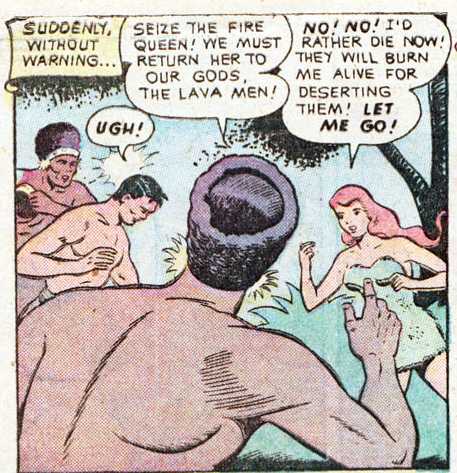 SUDDENLY,
WITHOUT
WARNING...
SEIZE THE FIRE
QUEEN! WE MUST
RETURN HER TO
OUR GODS,
THE LAVA MEN!
NO! NO! I'D
RATHER DIE NOW!
THEY WILL BURN
ME ALIVE FOR
DESERTING
THEM! LET
ME GO!
UGH!